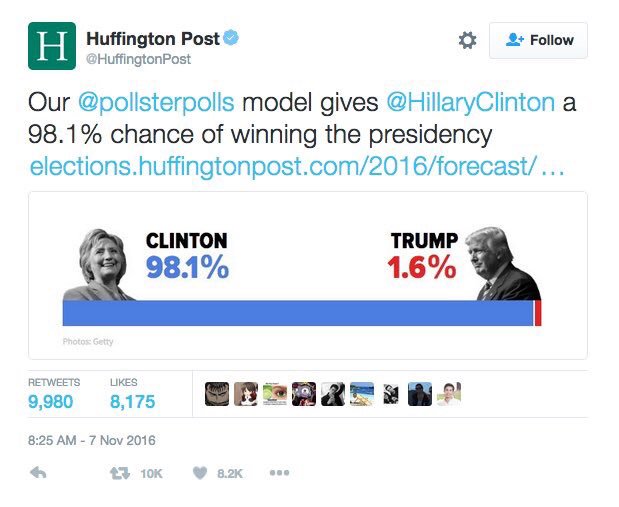 H Huffington Post
@HuffingtonPost
Follow
Our @pollsterpolls model gives @HillaryClinton a
98.1% chance of winning the presidency
elections.huffingtonpost.com/2016/forecast/…
CLINTON
98.1%
TRUMP
1.6%
Photos: Getty
RETWEETS
9,980
LIKES
8,175
8:25 AM - 7 Nov 2016
10K
8.2K